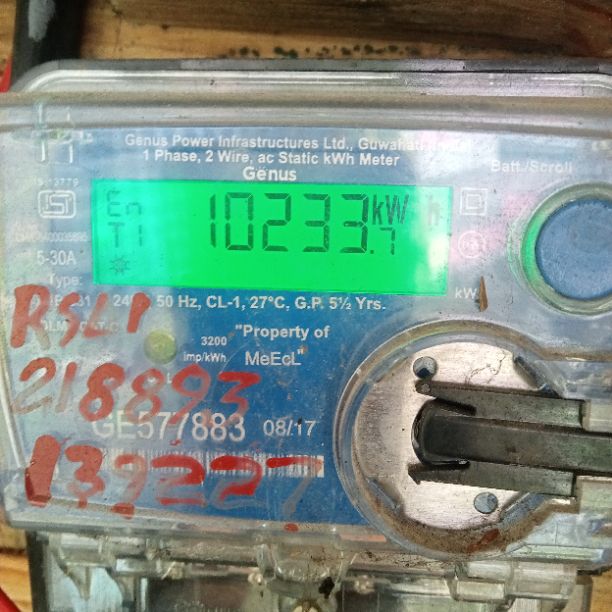 Genus Power Infrastructures Ltd., Guwahati
1 Phase, 2 Wire, ac Static kWh Meter
Genus
Batt./Scroll
En
T1
10233.7 kWh
5-30A
Type:
50 Hz, CL-1, 27°C, G.P. 5½ Yrs.
kW
3200
imp/kWh
"Property of
MeEcL"
RSL1
218893
GE577883 08/17
139227